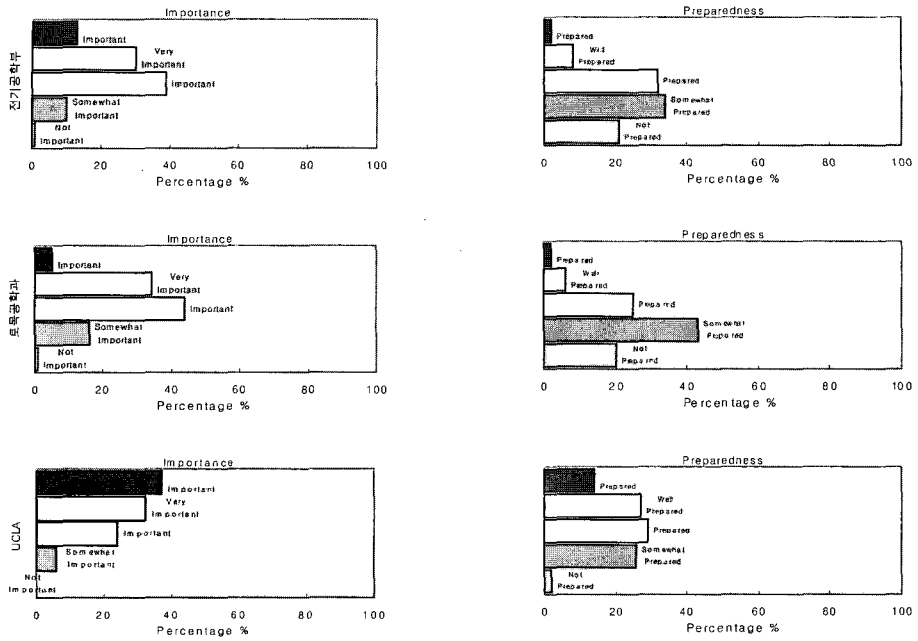 Importance
전기공학부
Important
Very
Important
Important
Somewhat
Important
Not
Important
0 20 40 60 80 100
Percentage %
Preparedness
Prepared
Well
Prepared
Prepared
Somewhat
Prepared
Not
Prepared
0 20 40 60 80 100
Percentage %
Importance
토목공학과
Important
Very
Important
Important
Somewhat
Important
Not
Important
0 20 40 60 80 100
Percentage %
Preparedness
Prepared
Well
Prepared
Prepared
Somewhat
Prepared
Not
Prepared
0 20 40 60 80 100
Percentage %
Importance
UCLA
Important
Very
Important
Important
Somewhat
Important
Not
Important
0 20 40 60 80 100
Percentage %
Preparedness
Prepared
Well
Prepared
Prepared
Somewhat
Prepared
Not
Prepared
0 20 40 60 80 100
Percentage %